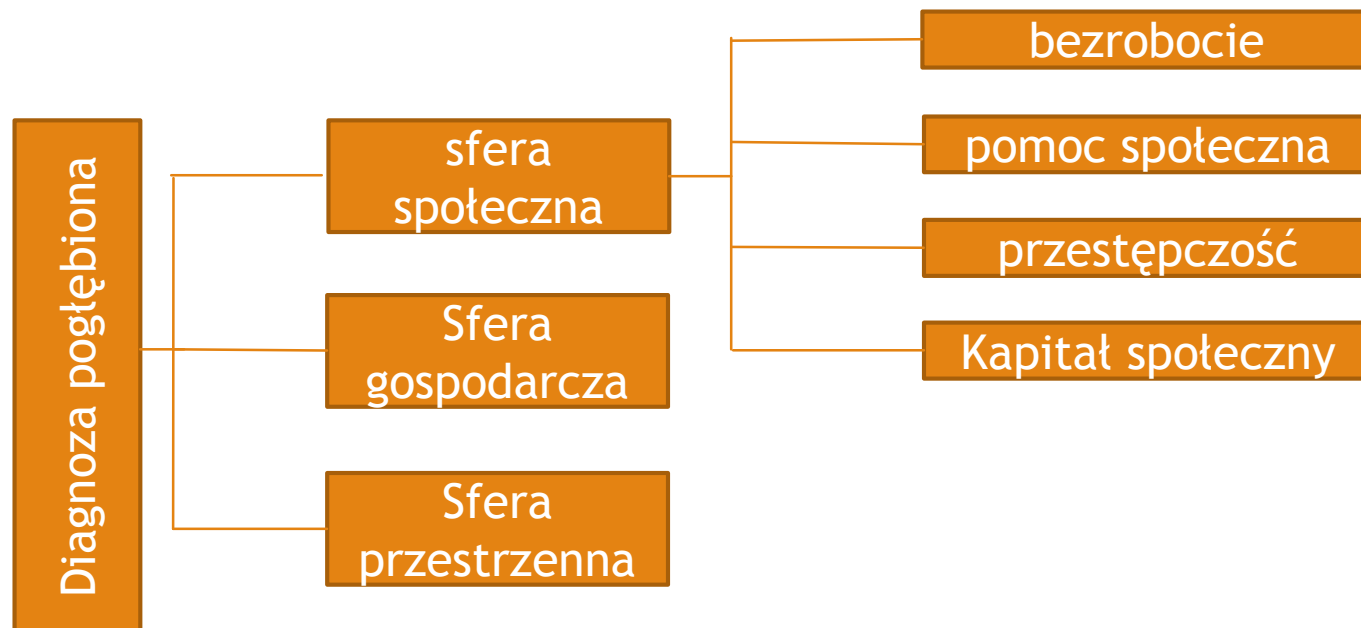 Diagnoza pogłębiona
sfera
społeczna
Sfera
gospodarcza
Sfera
przestrzenna
bezrobocie
pomoc społeczna
przestępczość
Kapitał społeczny